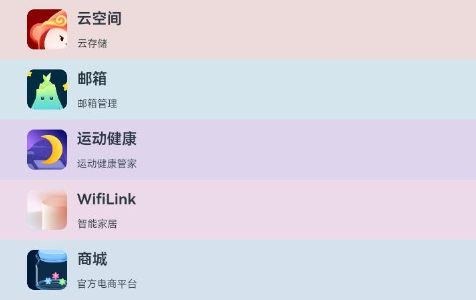 云空间
云存储
邮箱
邮箱管理
运动健康
运动健康管家
WifiLink
智能家居
商城
官方电商平台